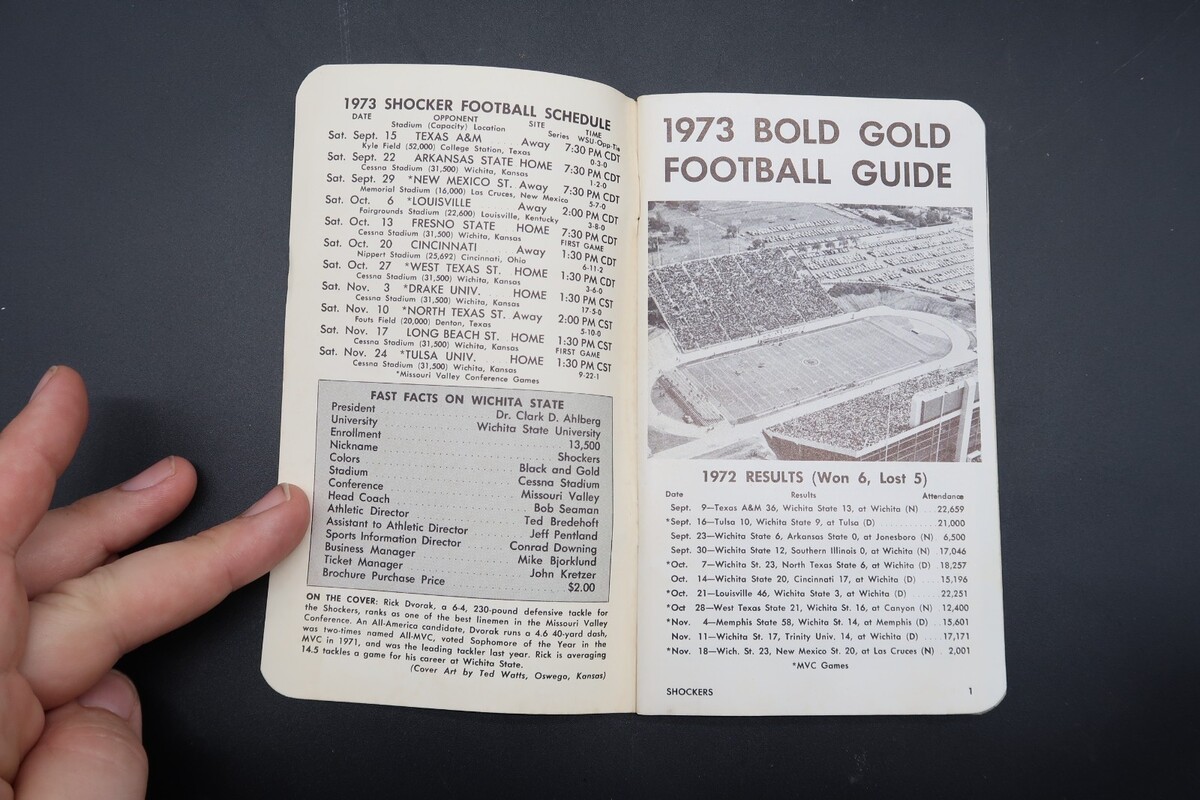 1973 SHOCKER FOOTBALL SCHEDULE
DATE OPPONENT SITE TIME
Stadium (Capacity) Location Series WSU-Opp-Tie
Sat. Sept. 15 TEXAS A&M Away 7:30 PM CDT
Kyle Field (52,000) College Station, Texas 0-3-0
Sat. Sept. 22 ARKANSAS STATE HOME 7:30 PM CDT
Cessna Stadium (31,500) Wichita, Kansas 1-2-0
Sat. Sept. 29 *NEW MEXICO ST. Away 7:30 PM CDT
Memorial Stadium (16,000) Las Cruces, New Mexico 5-7-0
Sat. Oct. 6 *LOUISVILLE Away 2:00 PM CDT
Fairgrounds Stadium (22,600) Louisville, Kentucky 3-8-0
Sat. Oct. 13 FRESNO STATE HOME 7:30 PM CDT
Cessna Stadium (31,500) Wichita, Kansas FIRST GAME
Sat. Oct. 20 CINCINNATI Away 1:30 PM CDT
Nippert Stadium (25,692) Cincinnati, Ohio 6-11-2
Sat. Oct. 27 *WEST TEXAS ST. HOME 1:30 PM CDT
Cessna Stadium (31,500) Wichita, Kansas 3-6-0
Sat. Nov. 3 *DRAKE UNIV. HOME 1:30 PM CST
Cessna Stadium (31,500) Wichita, Kansas 17-5-0
Sat. Nov. 10 *NORTH TEXAS ST. Away 2:00 PM CST
Fouts Field (20,000) Denton, Texas 5-10-0
Sat. Nov. 17 LONG BEACH ST. HOME 1:30 PM CST
Cessna Stadium (31,500) Wichita, Kansas FIRST GAME
Sat. Nov. 24 *TULSA UNIV. HOME 1:30 PM CST
Cessna Stadium (31,500) Wichita, Kansas 9-22-1
*Missouri Valley Conference Games
FAST FACTS ON WICHITA STATE
President Dr. Clark D. Ahlberg
University Wichita State University
Enrollment 13,500
Nickname Shockers
Colors Black and Gold
Stadium Cessna Stadium
Conference Missouri Valley
Head Coach Bob Seaman
Athletic Director Ted Bredehoft
Assistant to Athletic Director Jeff Pentland
Sports Information Director Conrad Downing
Business Manager Mike Bjorklund
Ticket Manager John Kretzer
Brochure Purchase Price $2.00
ON THE COVER: Rick Dvorak, a 6-4, 230-pound defensive tackle for
the Shockers, ranks as one of the best linemen in the Missouri Valley
Conference. An All-America candidate, Dvorak runs a 4.6 40-yard dash,
was two-times named All-MVC, voted Sophomore of the Year in the
MVC in 1971, and was the leading tackler last year. Rick is averaging
14.5 tackles a game for his career at Wichita State.
(Cover Art by Ted Watts, Oswego, Kansas)
1973 BOLD GOLD
FOOTBALL GUIDE
1972 RESULTS (Won 6, Lost 5)
Date Results Attendance
Sept. 9—Texas A&M 36, Wichita State 13, at Wichita (N) 22,659
*Sept. 16—Tulsa 10, Wichita State 9, at Tulsa (D) 21,000
Sept. 23—Wichita State 6, Arkansas State 0, at Jonesboro (N) 6,500
Sept. 30—Wichita State 12, Southern Illinois 0, at Wichita (N) 17,046
*Oct. 7—Wichita St. 23, North Texas State 6, at Wichita (D) 18,257
Oct. 14—Wichita State 20, Cincinnati 17, at Wichita (D) 15,196
*Oct. 21—Louisville 46, Wichita State 3, at Wichita (D) 22,251
*Oct 28—West Texas State 21, Wichita St. 16, at Canyon (N) 12,400
*Nov. 4—Memphis State 58, Wichita St. 14, at Memphis (D) 15,601
Nov. 11—Wichita St. 17, Trinity Univ. 14, at Wichita (D) 17,171
*Nov. 18—Wich. St. 23, New Mexico St. 20, at Las Cruces (N) 2,001
*MVC Games
SHOCKERS 1